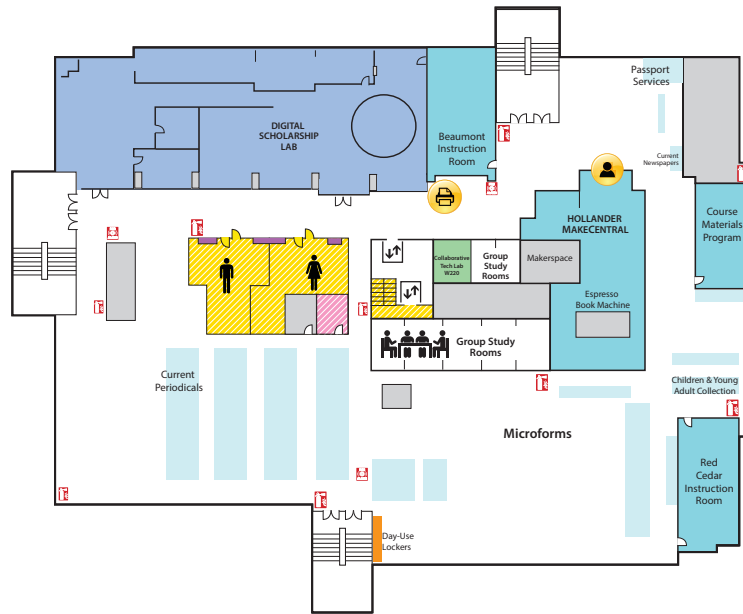 Passport
Services
DIGITAL
SCHOLARSHIP
LAB
Beaumont
Instruction
Room
Current
Newspapers
HOLLANDER
MAKECENTRAL
Course
Materials
Program
Collaborative
Tech Lab
W220
Group
Study
Rooms
Makerspace
Espresso
Book Machine
Group Study
Rooms
Current
Periodicals
Children & Young
Adult Collection
Microforms
Red
Cedar
Instruction
Room
Day-Use
Lockers